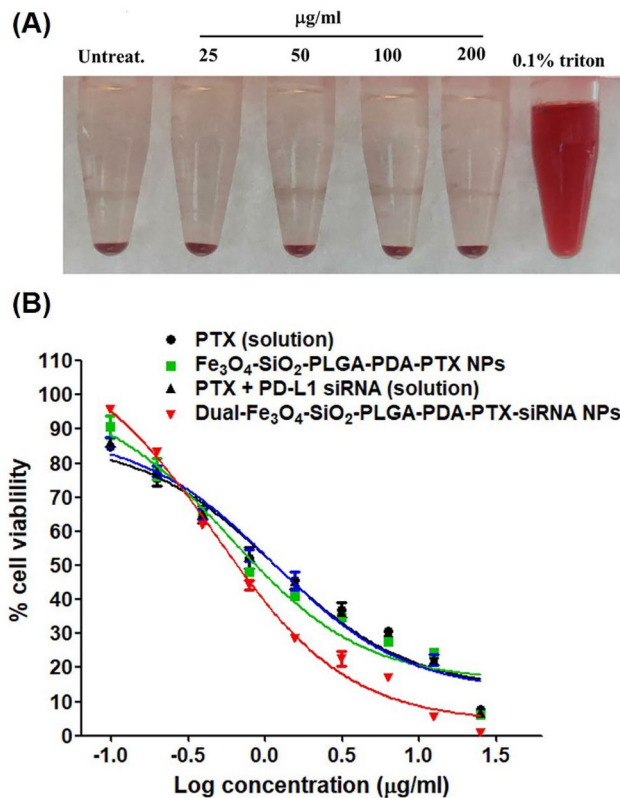 (A)
μg/ml
Untreat. 25 50 100 200 0.1% triton
(B)
PTX (solution)
Fe₃O₄-SiO₂-PLGA-PDA-PTX NPs
PTX + PD-L1 siRNA (solution)
Dual-Fe₃O₄-SiO₂-PLGA-PDA-PTX-siRNA NPs
110
100
90
80
70
60
50
40
30
20
10
0
% cell viablility
-1.0 -0.5 0.0 0.5 1.0 1.5
Log concentration (μg/ml)